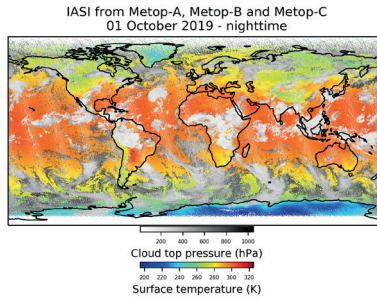 IASI from Metop-A, Metop-B and Metop-C
01 October 2019 - nighttime
200 400 600 800 1000
Cloud top pressure (hPa)
200 220 240 260 280 300 320
Surface temperature (K)